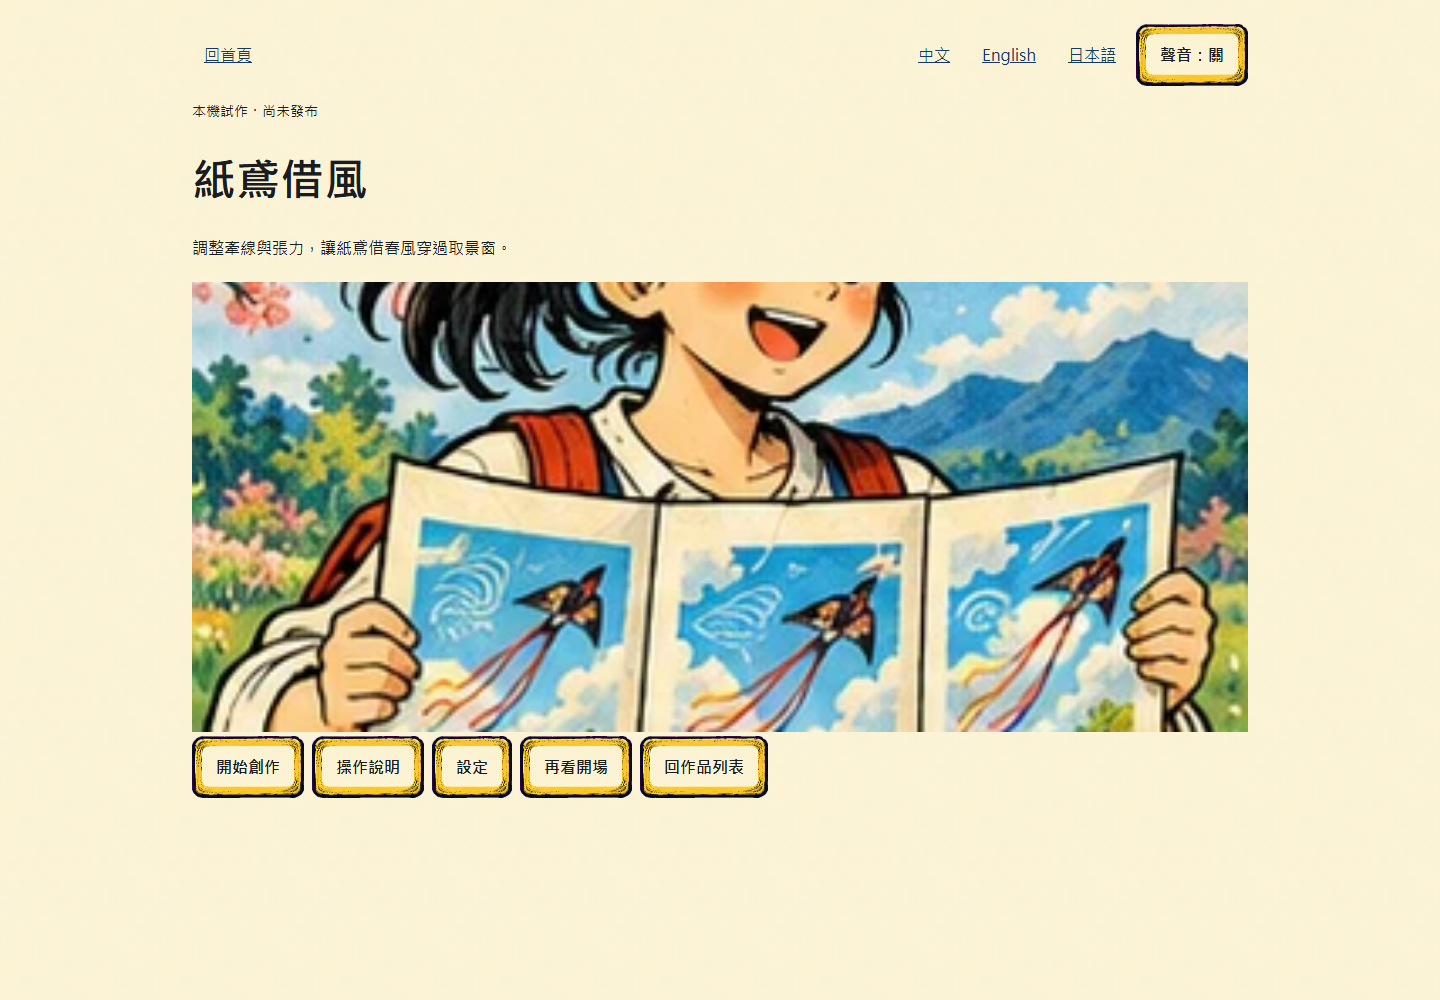 回首頁 中文 English 日本語 聲音：關
本機試作・尚未發布
紙鳶借風
調整牽線與張力，讓紙鳶借春風穿過取景窗。
開始創作 操作說明 設定 再看開場 回作品列表